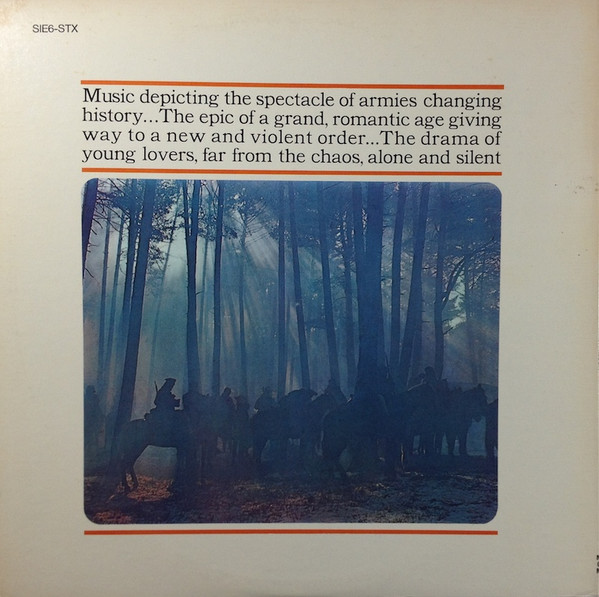 SIE6-STX
Music depicting the spectacle of armies changing
history...The epic of a grand, romantic age giving
way to a new and violent order...The drama of
young lovers, far from the chaos, alone and silent